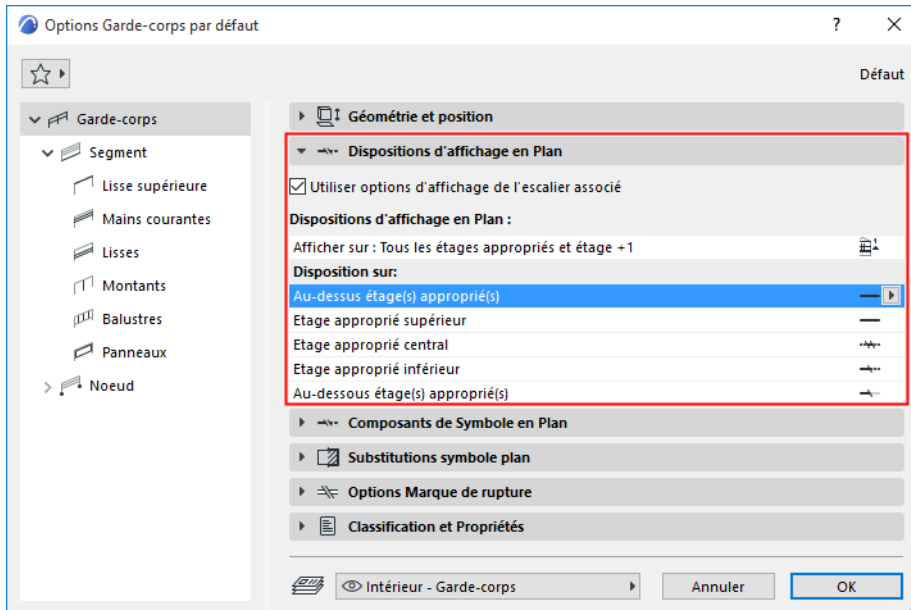 Options Garde-corps par défaut
?
Défaut
Garde-corps
Segment
Lisse supérieure
Mains courantes
Lisses
Montants
Balustres
Panneaux
Noeud
Géométrie et position
Dispositions d'affichage en Plan
Utiliser options d'affichage de l'escalier associé
Dispositions d'affichage en Plan :
Afficher sur : Tous les étages appropriés et étage +1
Disposition sur:
Au-dessus étage(s) approprié(s)
Etage approprié supérieur
Etage approprié central
Etage approprié inférieur
Au-dessous étage(s) approprié(s)
Composants de Symbole en Plan
Substitutions symbole plan
Options Marque de rupture
Classification et Propriétés
Intérieur - Garde-corps
Annuler
OK